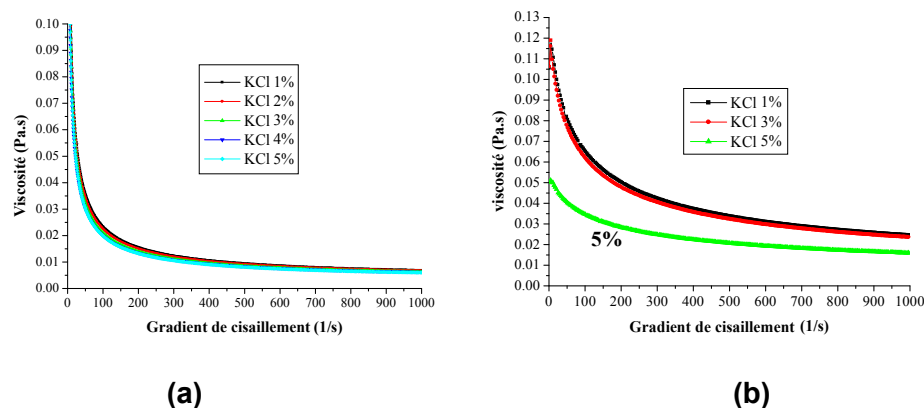 Viscosité (Pa.s)
0.10
0.09
0.08
0.07
0.06
0.05
0.04
0.03
0.02
0.01
0.00
KCl 1%
KCl 2%
KCl 3%
KCl 4%
KCl 5%
0 100 200 300 400 500 600 700 800 900 1000
Gradient de cisaillement (1/s)
(a)
viscosité (Pa.s)
0.13
0.12
0.11
0.10
0.09
0.08
0.07
0.06
0.05
0.04
0.03
0.02
0.01
0.00
KCl 1%
KCl 3%
KCl 5%
5%
0 100 200 300 400 500 600 700 800 900 1000
Gradient de cisaillement (1/s)
(b)